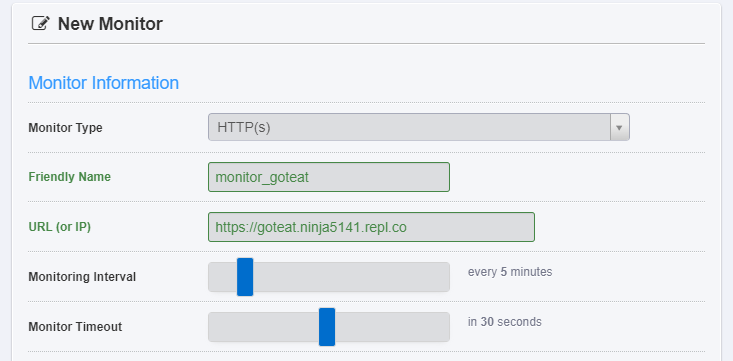 New Monitor
Monitor Information
Monitor Type HTTP(s)
Friendly Name monitor_goteat
URL (or IP) https://goteat.ninja5141.repl.co
Monitoring Interval every 5 minutes
Monitor Timeout in 30 seconds